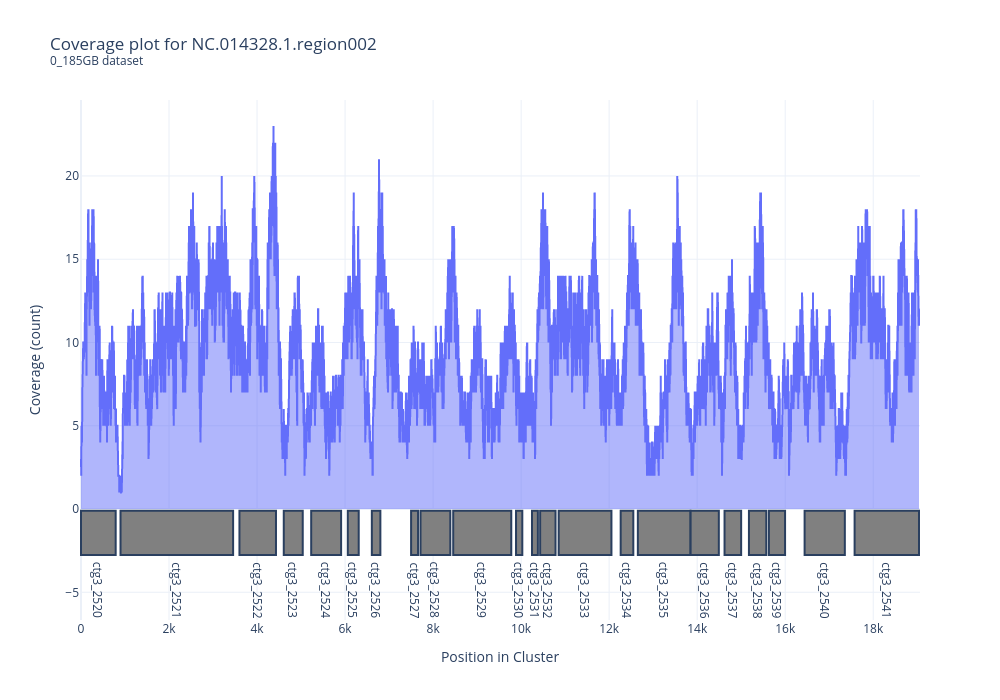 Coverage plot for NC.014328.1.region002
0_185GB dataset
Coverage (count)
20
15
10
5
0
−5
ctg3_2520
ctg3_2521
ctg3_2522
ctg3_2523
ctg3_2524
ctg3_2525
ctg3_2526
ctg3_2527
ctg3_2528
ctg3_2529
ctg3_2530
ctg3_2531
ctg3_2532
ctg3_2533
ctg3_2534
ctg3_2535
ctg3_2536
ctg3_2537
ctg3_2538
ctg3_2539
ctg3_2540
ctg3_2541
0 2k 4k 6k 8k 10k 12k 14k 16k 18k
Position in Cluster